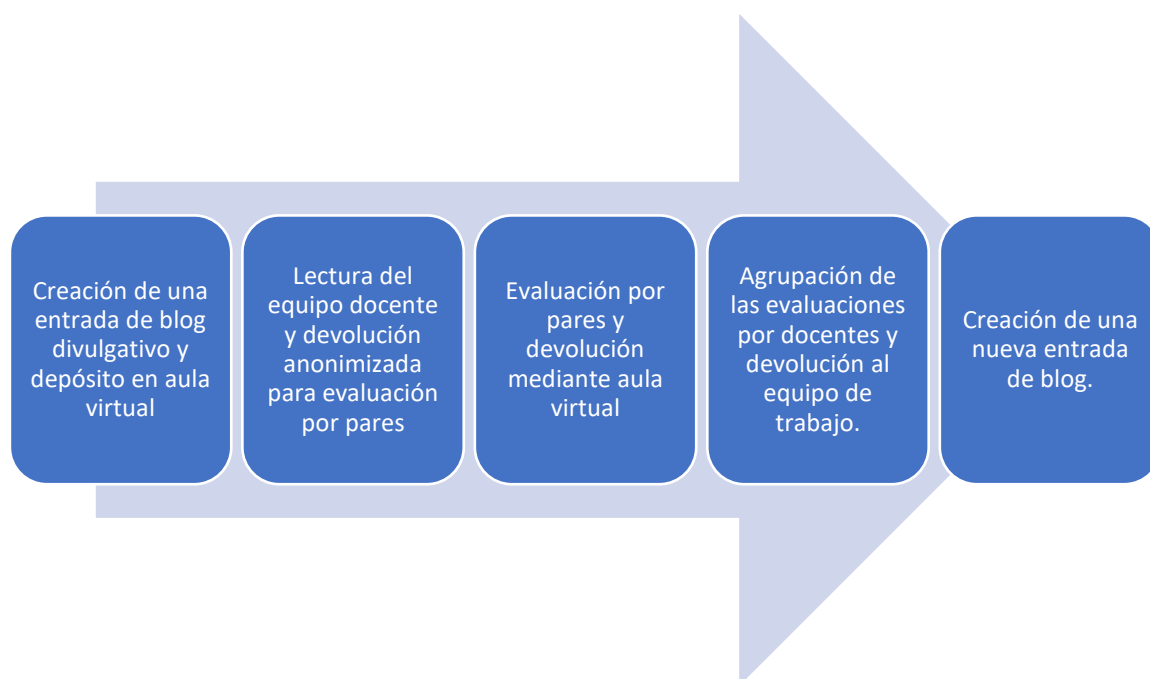 Creación de una
entrada de blog
divulgativo y
depósito en aula
virtual
Lectura del
equipo docente
y devolución
anonimizada
para evaluación
por pares
Evaluación por
pares y
devolución
mediante aula
virtual
Agrupación de
las evaluaciones
por docentes y
devolución al
equipo de
trabajo.
Creación de una
nueva entrada
de blog.